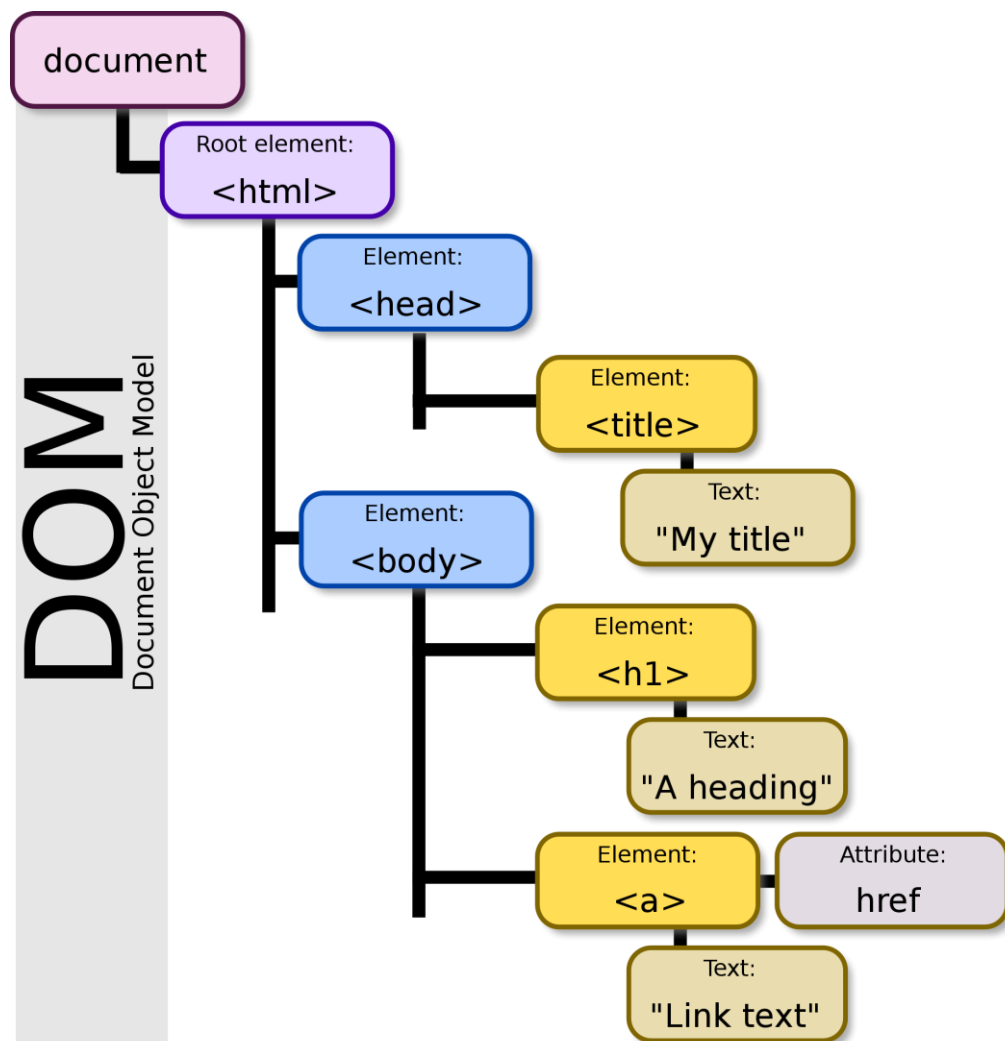 document
Root element:
<html>
Element:
<head>
Element:
<title>
Text:
"My title"
Element:
<body>
Element:
<h1>
Text:
"A heading"
Element:
<a>
Attribute:
href
Text:
"Link text"
DOM
Document Object Model